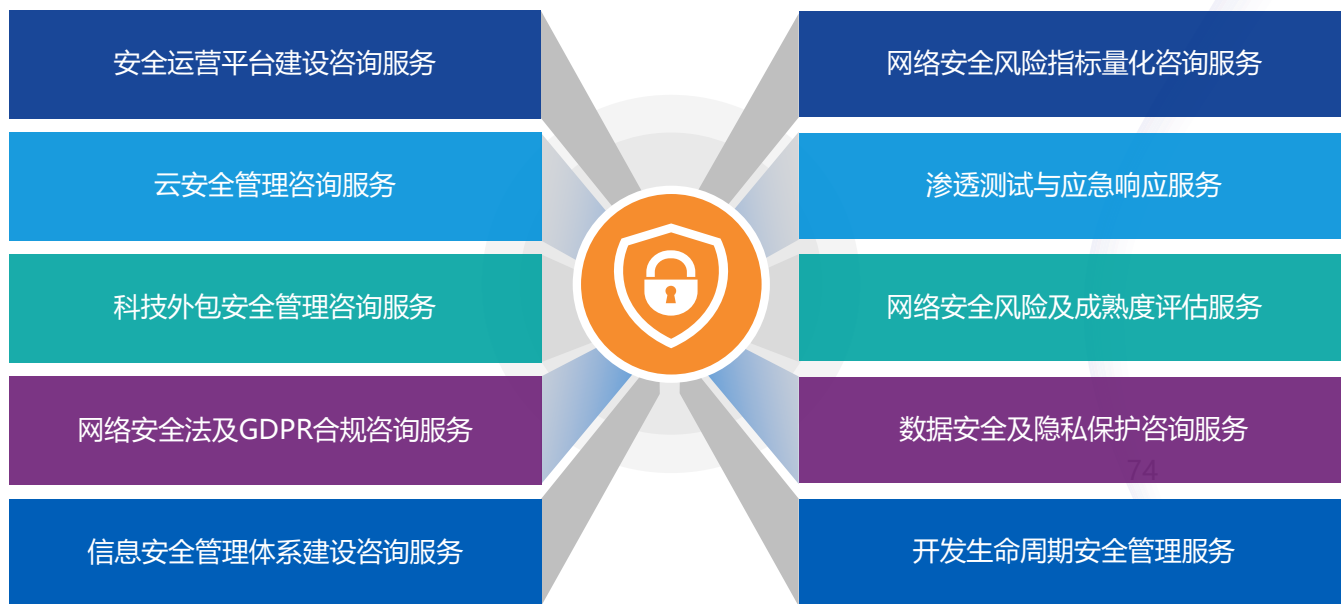 安全运营平台建设咨询服务
云安全管理咨询服务
科技外包安全管理咨询服务
网络安全法及GDPR合规咨询服务
信息安全管理体系建设咨询服务
网络安全风险指标量化咨询服务
渗透测试与应急响应服务
网络安全风险及成熟度评估服务
数据安全及隐私保护咨询服务
74
开发生命周期安全管理服务